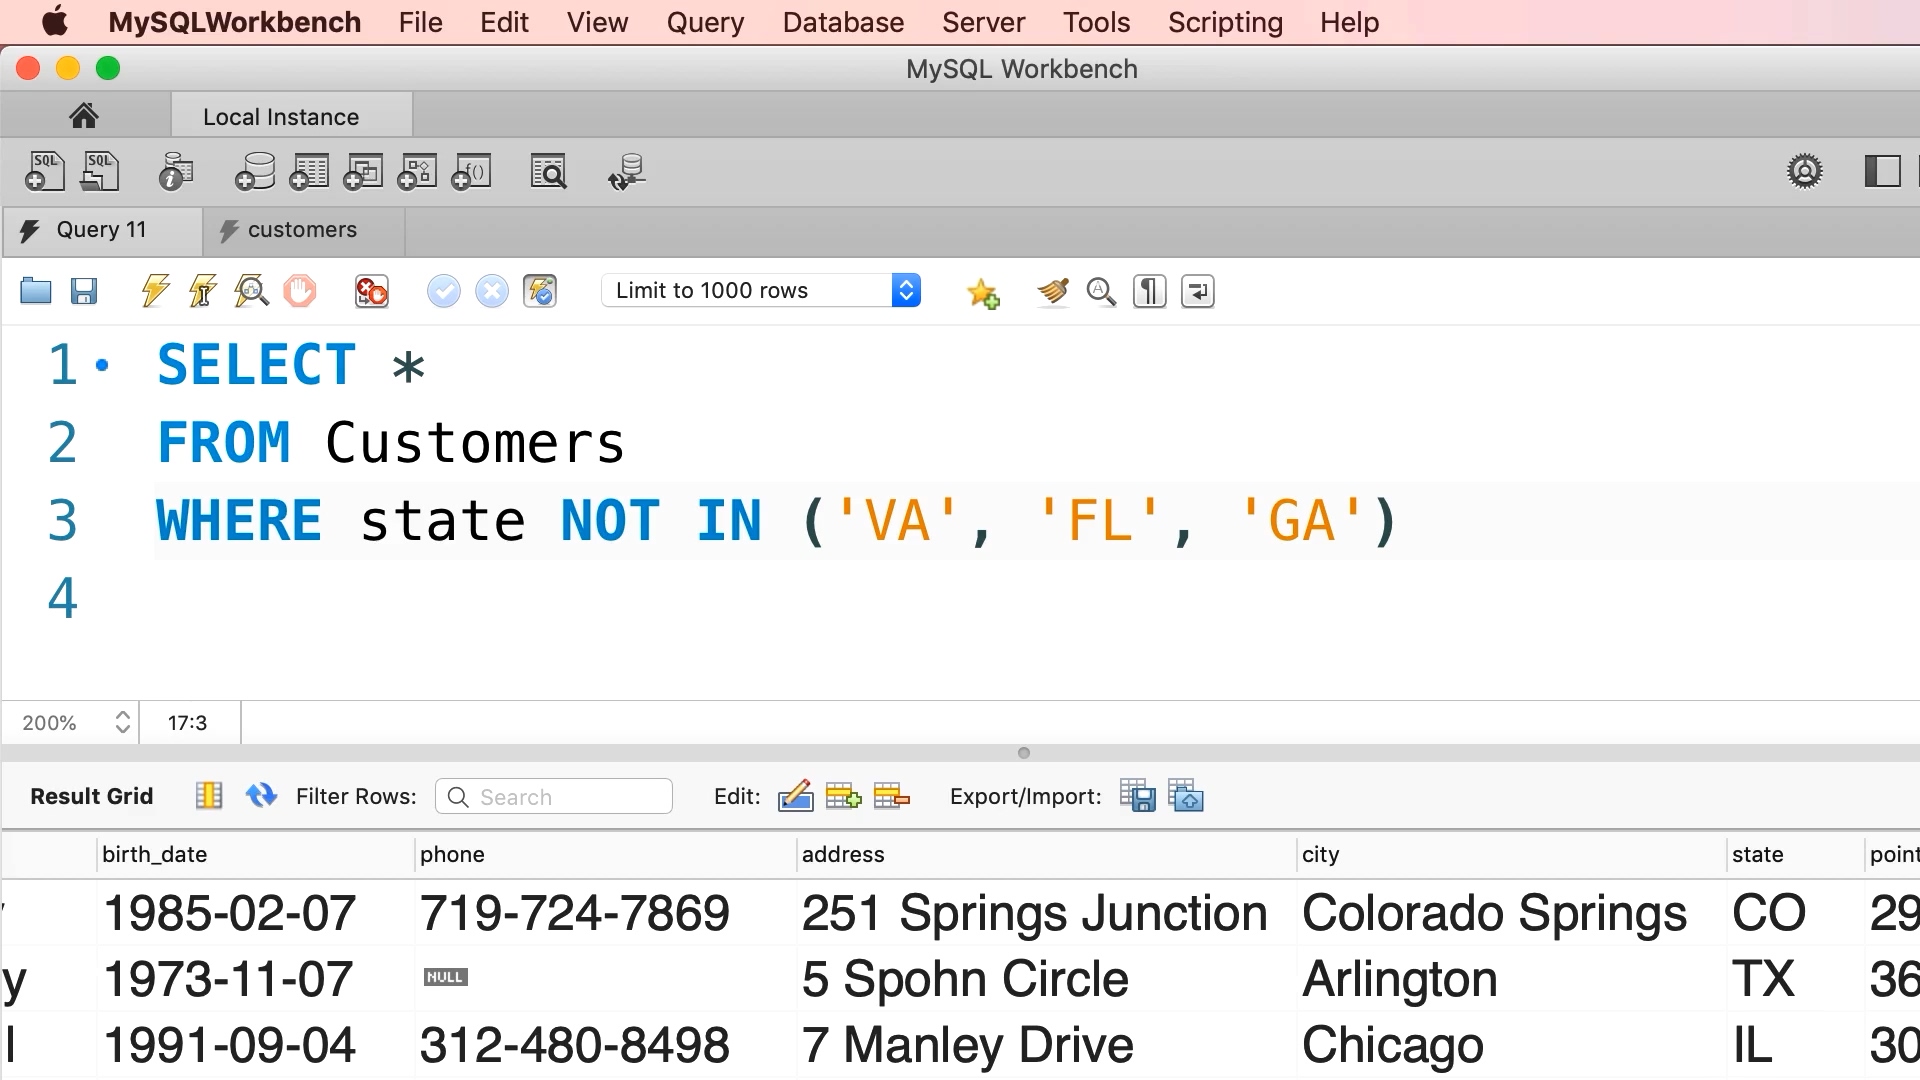 MySQLWorkbench File Edit View Query Database Server Tools Scripting Help
MySQL Workbench
Local Instance
SQL SQL f()
Query 11 customers
Limit to 1000 rows
1 SELECT *
2 FROM Customers
3 WHERE state NOT IN ('VA', 'FL', 'GA')
4
200% 17:3
Result Grid Filter Rows: Search Edit: Export/Import:
birth_date phone address city state point
1985-02-07 719-724-7869 251 Springs Junction Colorado Springs CO 29
y 1973-11-07 NULL 5 Spohn Circle Arlington TX 36
l 1991-09-04 312-480-8498 7 Manley Drive Chicago IL 30